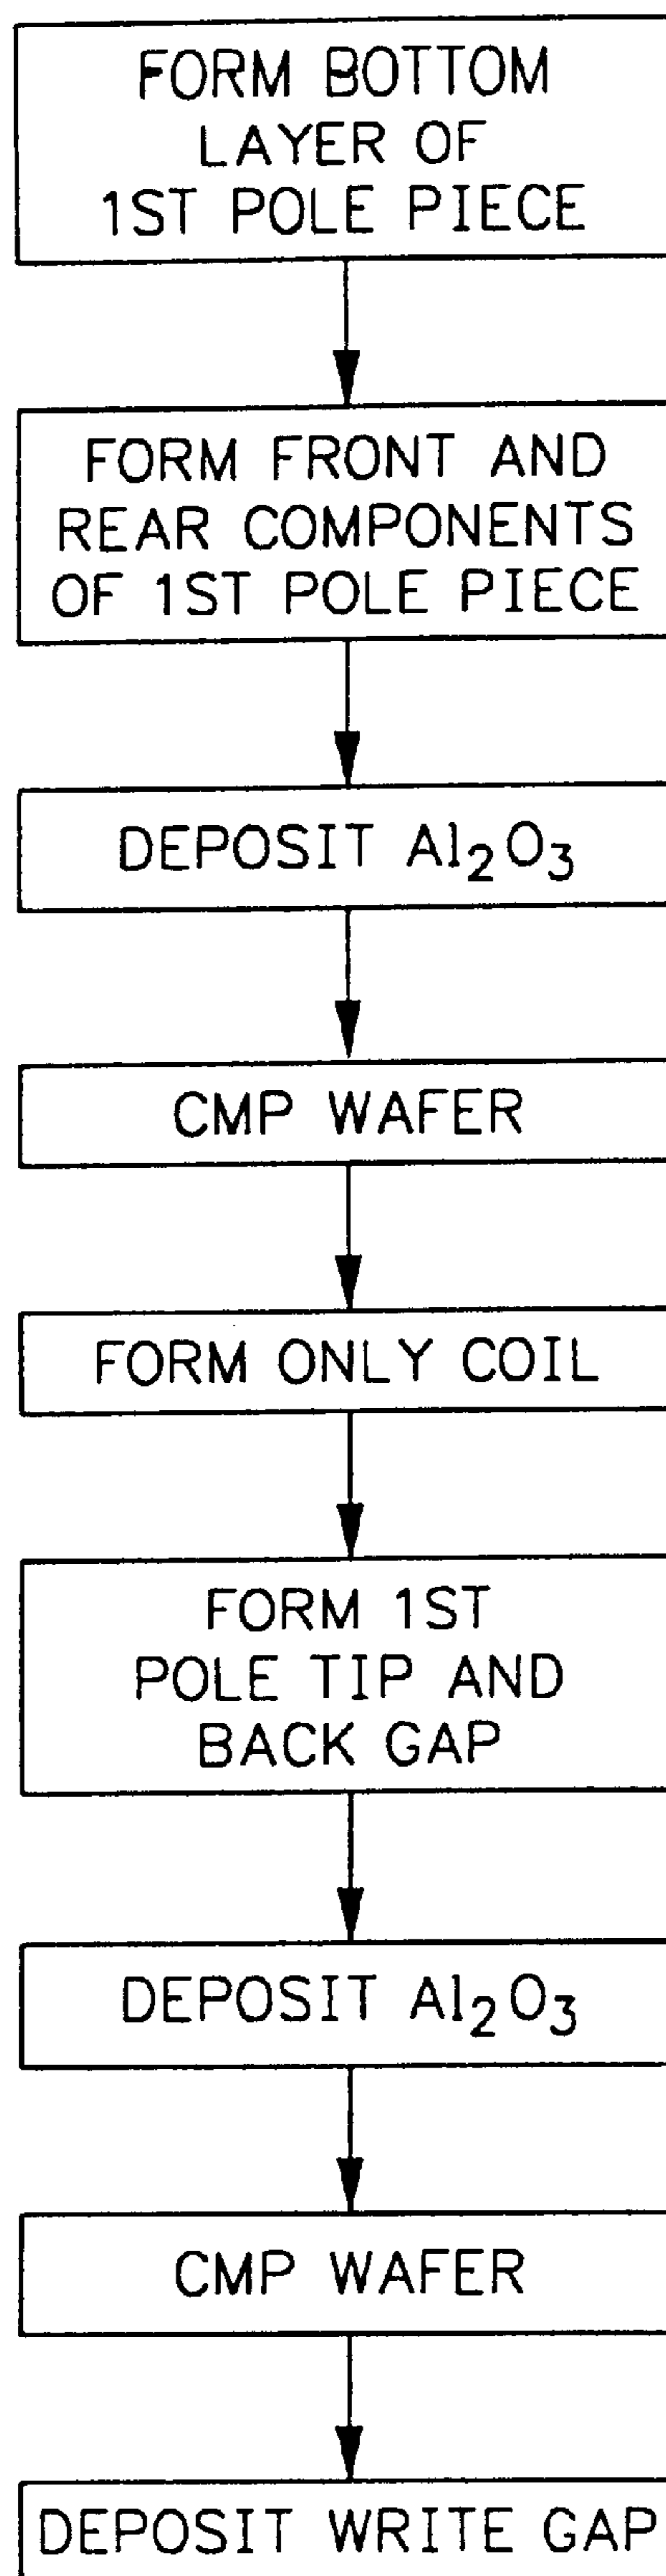 FORM BOTTOM
LAYER OF
1ST POLE PIECE
FORM FRONT AND
REAR COMPONENTS
OF 1ST POLE PIECE
DEPOSIT Al₂O₃
CMP WAFER
FORM ONLY COIL
FORM 1ST
POLE TIP AND
BACK GAP
DEPOSIT Al₂O₃
CMP WAFER
DEPOSIT WRITE GAP